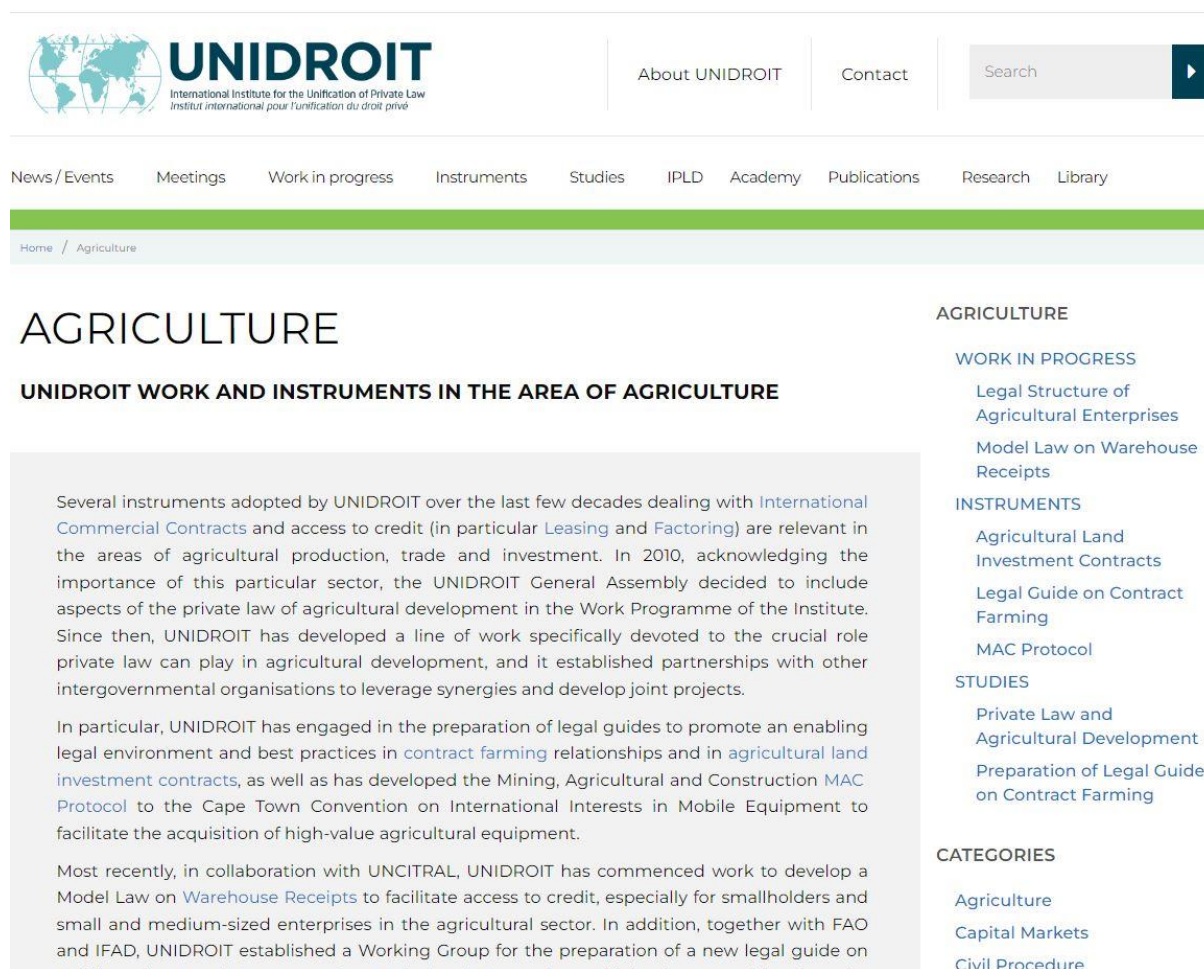 UNIDROIT
International Institute for the Unification of Private Law
Institut international pour l'unification du droit privé
About UNIDROIT
Contact
Search
News / Events
Meetings
Work in progress
Instruments
Studies
IPLD
Academy
Publications
Research
Library
Home / Agriculture
AGRICULTURE
UNIDROIT WORK AND INSTRUMENTS IN THE AREA OF AGRICULTURE
Several instruments adopted by UNIDROIT over the last few decades dealing with International
Commercial Contracts and access to credit (in particular Leasing and Factoring) are relevant in
the areas of agricultural production, trade and investment. In 2010, acknowledging the
importance of this particular sector, the UNIDROIT General Assembly decided to include
aspects of the private law of agricultural development in the Work Programme of the Institute.
Since then, UNIDROIT has developed a line of work specifically devoted to the crucial role
private law can play in agricultural development, and it established partnerships with other
intergovernmental organisations to leverage synergies and develop joint projects.
In particular, UNIDROIT has engaged in the preparation of legal guides to promote an enabling
legal environment and best practices in contract farming relationships and in agricultural land
investment contracts, as well as has developed the Mining, Agricultural and Construction MAC
Protocol to the Cape Town Convention on International Interests in Mobile Equipment to
facilitate the acquisition of high-value agricultural equipment.
Most recently, in collaboration with UNCITRAL, UNIDROIT has commenced work to develop a
Model Law on Warehouse Receipts to facilitate access to credit, especially for smallholders and
small and medium-sized enterprises in the agricultural sector. In addition, together with FAO
and IFAD, UNIDROIT established a Working Group for the preparation of a new legal guide on
AGRICULTURE
WORK IN PROGRESS
Legal Structure of
Agricultural Enterprises
Model Law on Warehouse
Receipts
INSTRUMENTS
Agricultural Land
Investment Contracts
Legal Guide on Contract
Farming
MAC Protocol
STUDIES
Private Law and
Agricultural Development
Preparation of Legal Guide
on Contract Farming
CATEGORIES
Agriculture
Capital Markets
Civil Procedure